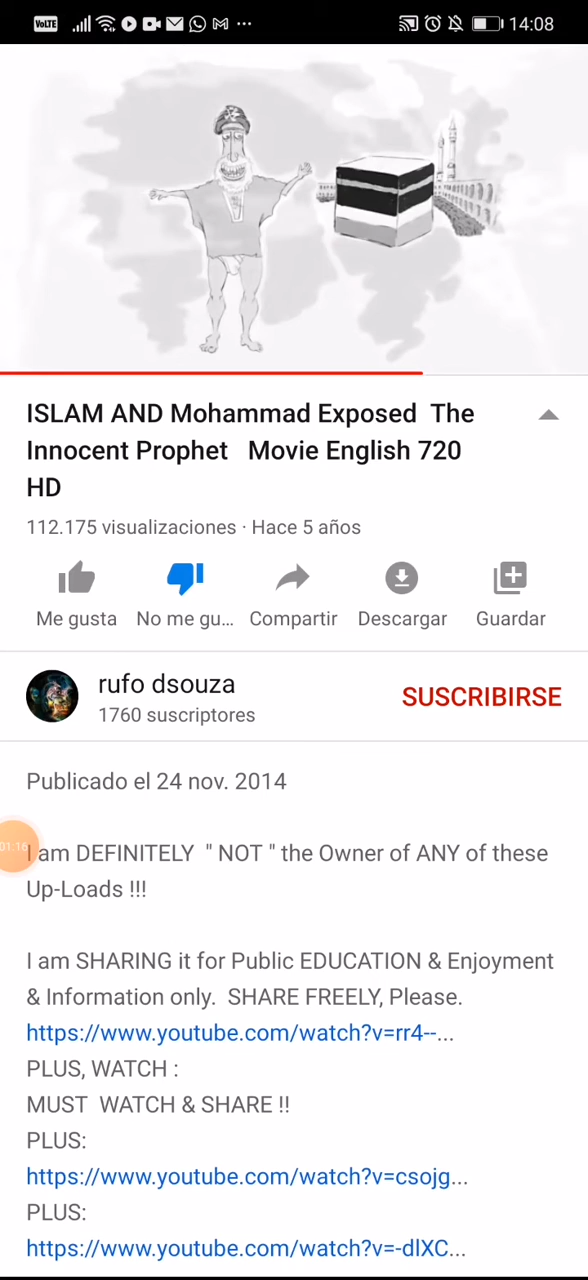 VoLTE
14:08
ISLAM AND Mohammad Exposed  The
Innocent Prophet   Movie English 720
HD
112.175 visualizaciones · Hace 5 años
Me gusta
No me gu...
Compartir
Descargar
Guardar
rufo dsouza
SUSCRIBIRSE
1760 suscriptores
Publicado el 24 nov. 2014
01:16
I am DEFINITELY  " NOT " the Owner of ANY of these
Up-Loads !!!
I am SHARING it for Public EDUCATION & Enjoyment
& Information only.  SHARE FREELY, Please.
https://www.youtube.com/watch?v=rr4--...
PLUS, WATCH :
MUST  WATCH & SHARE !!
PLUS:
https://www.youtube.com/watch?v=csojg...
PLUS:
https://www.youtube.com/watch?v=-dlXC...